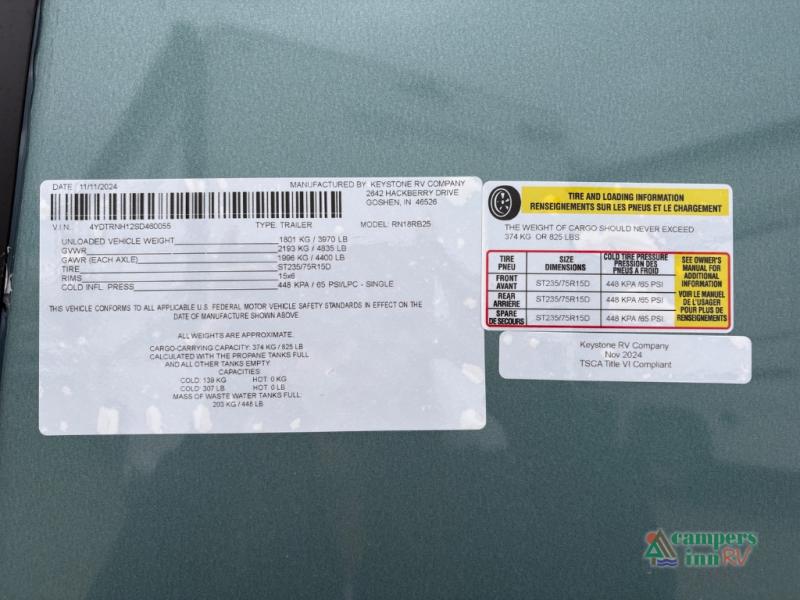 DATE 11/11/2024
MANUFACTURED BY KEYSTONE RV COMPANY
2642 HACKBERRY DRIVE
GOSHEN, IN 46526
V.I.N. 4YDTRNH12SD460055 TYPE: TRAILER MODEL: RN18RB25
UNLOADED VEHICLE WEIGHT 1801 KG / 3970 LB
GVWR 2193 KG / 4835 LB
GAWR (EACH AXLE) 1996 KG / 4400 LB
TIRE ST235/75R15D
RIMS 15x6
COLD INFL. PRESS 448 KPA / 65 PSI/LPC - SINGLE
THIS VEHICLE CONFORMS TO ALL APPLICABLE U.S. FEDERAL MOTOR VEHICLE SAFETY STANDARDS IN EFFECT ON THE
DATE OF MANUFACTURE SHOWN ABOVE.
ALL WEIGHTS ARE APPROXIMATE.
CARGO-CARRYING CAPACITY: 374 KG / 825 LB
CALCULATED WITH THE PROPANE TANKS FULL
AND ALL OTHER TANKS EMPTY.
CAPACITIES:
COLD: 139 KG HOT: 0 KG
COLD: 307 LB HOT: 0 LB
MASS OF WASTE WATER TANKS FULL:
203 KG / 448 LB
TIRE AND LOADING INFORMATION
RENSEIGNEMENTS SUR LES PNEUS ET LE CHARGEMENT
THE WEIGHT OF CARGO SHOULD NEVER EXCEED
374 KG OR 825 LBS.
TIRE
PNEU
SIZE
DIMENSIONS
COLD TIRE PRESSURE
PRESSION DES
PNEUS A FROID
FRONT
AVANT
ST235/75R15D
448 KPA /65 PSI
REAR
ARRIÈRE
ST235/75R15D
448 KPA /65 PSI
SPARE
DE SECOURS
ST235/75R15D
448 KPA /65 PSI
SEE OWNER'S
MANUAL FOR
ADDITIONAL
INFORMATION
VOIR LE MANUEL
DE L'USAGER
POUR PLUS DE
RENSEIGNEMENTS
Keystone RV Company
Nov 2024
TSCA Title VI Compliant
campers
inn RV